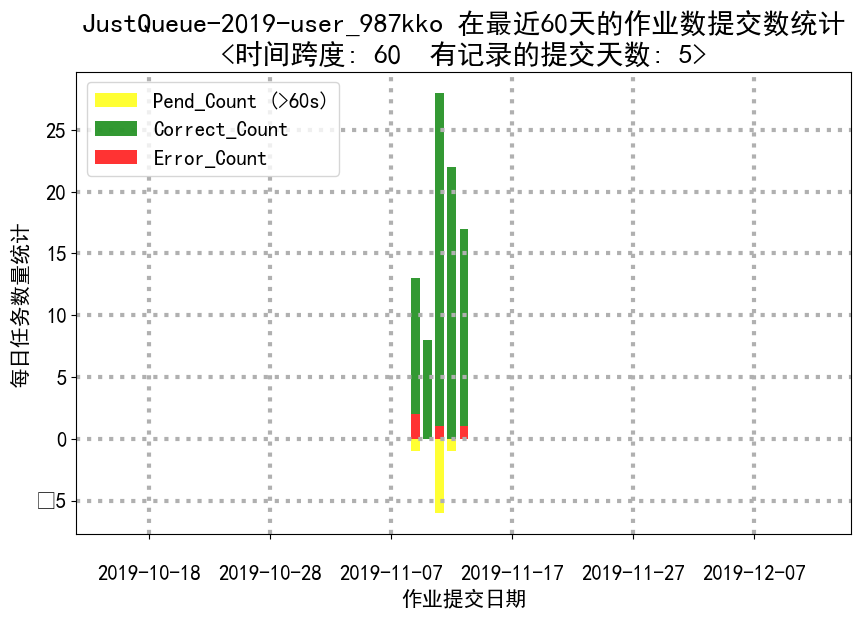 JustQueue-2019-user_987kko 在最近60天的作业数提交数统计
<时间跨度: 60  有记录的提交天数: 5>
Pend_Count (>60s)
Correct_Count
Error_Count
25
20
15
10
5
0
□5
每日任务数量统计
2019-10-18 2019-10-28 2019-11-07 2019-11-17 2019-11-27 2019-12-07
作业提交日期